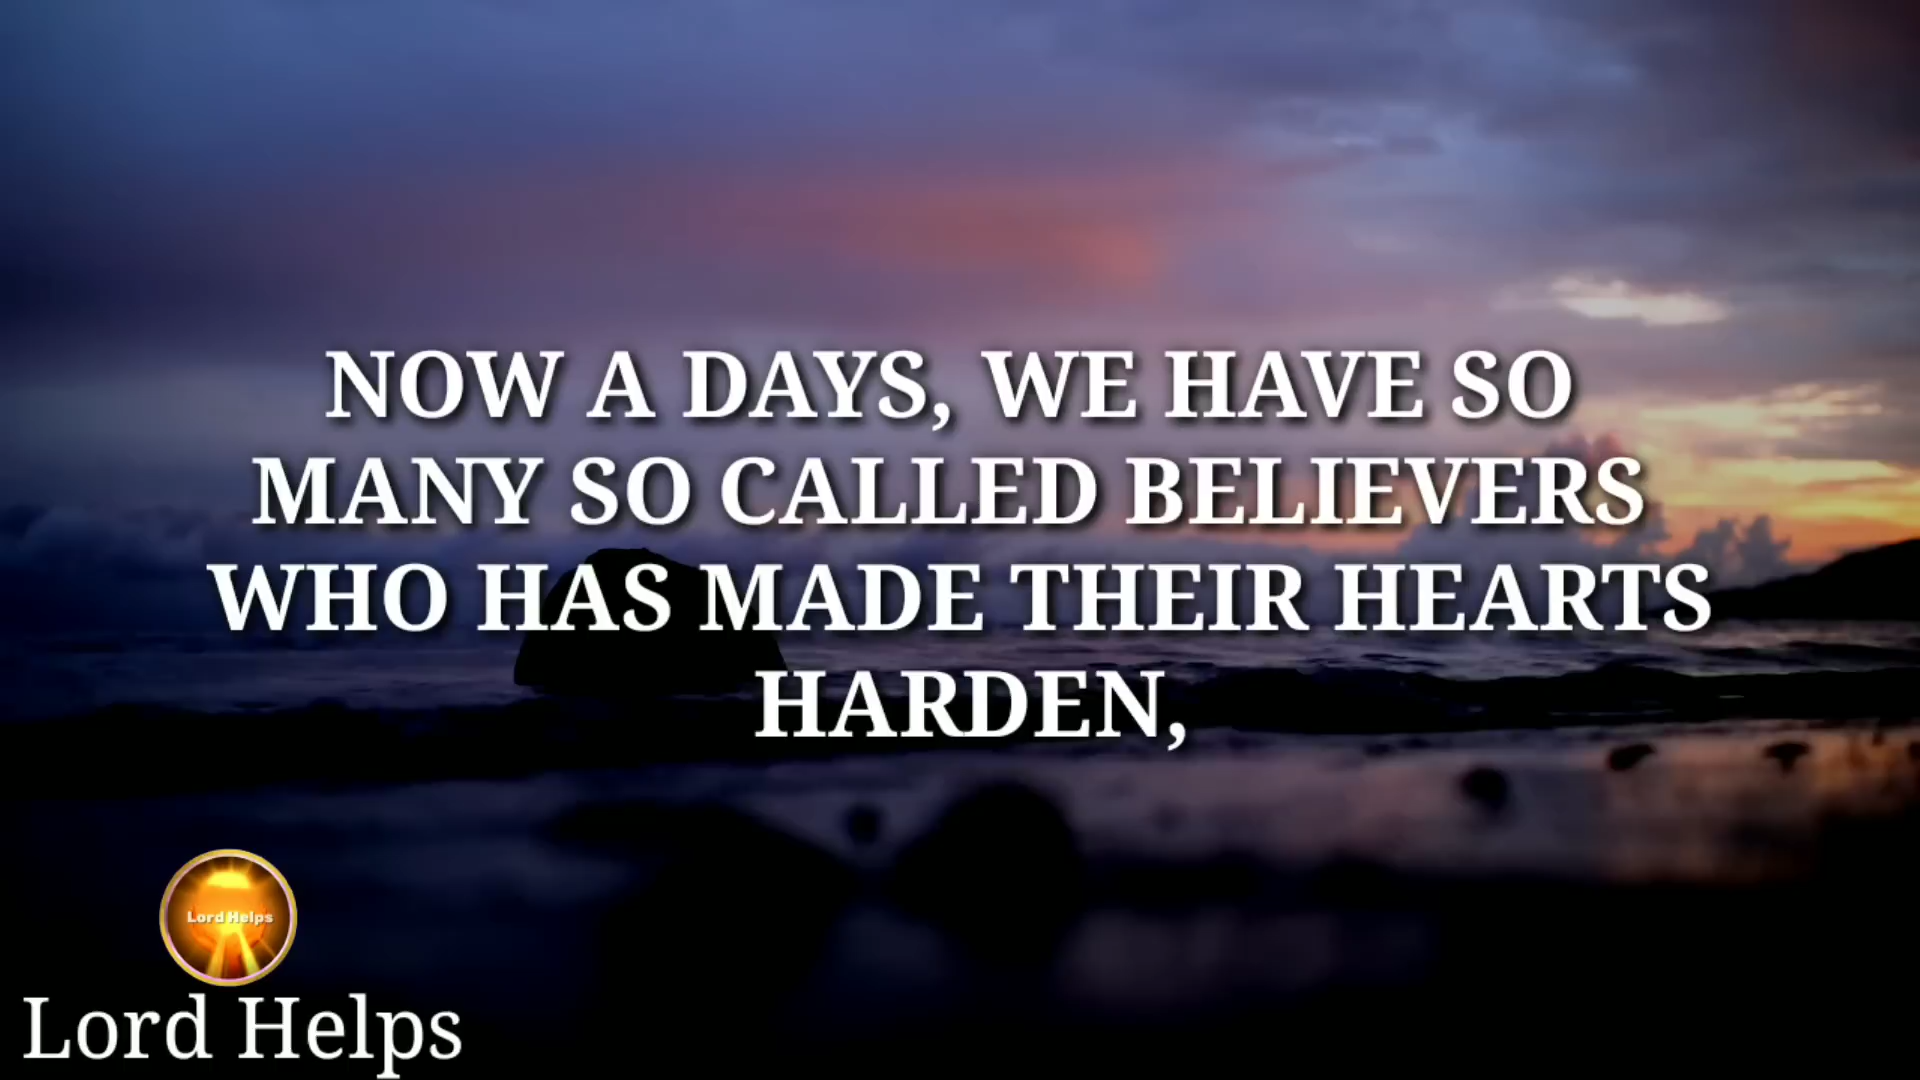 NOW A DAYS, WE HAVE SO
MANY SO CALLED BELIEVERS
WHO HAS MADE THEIR HEARTS
HARDEN,
Lord Helps
Lord Helps